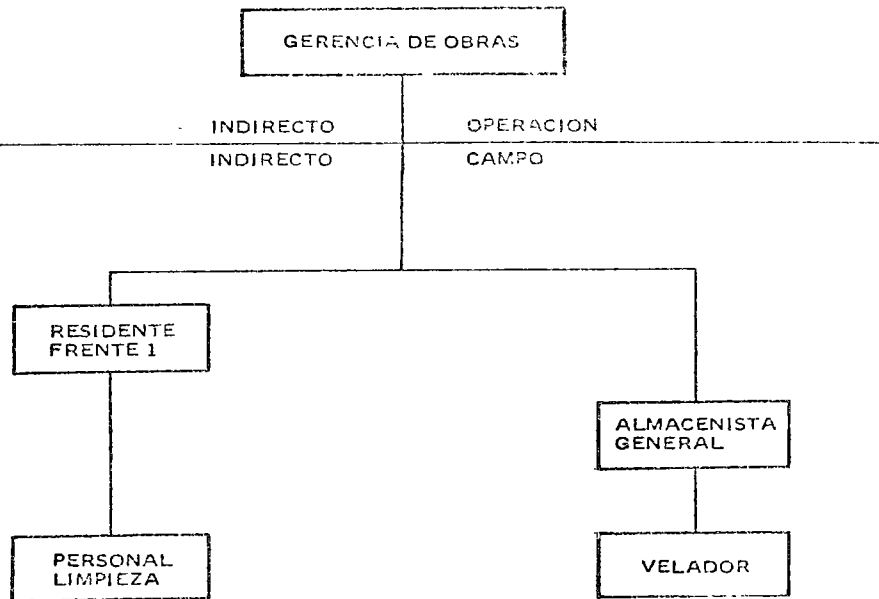 GERENCIA DE OBRAS
INDIRECTO OPERACION
INDIRECTO CAMPO
RESIDENTE
FRENTE 1
ALMACENISTA
GENERAL
PERSONAL
LIMPIEZA
VELADOR